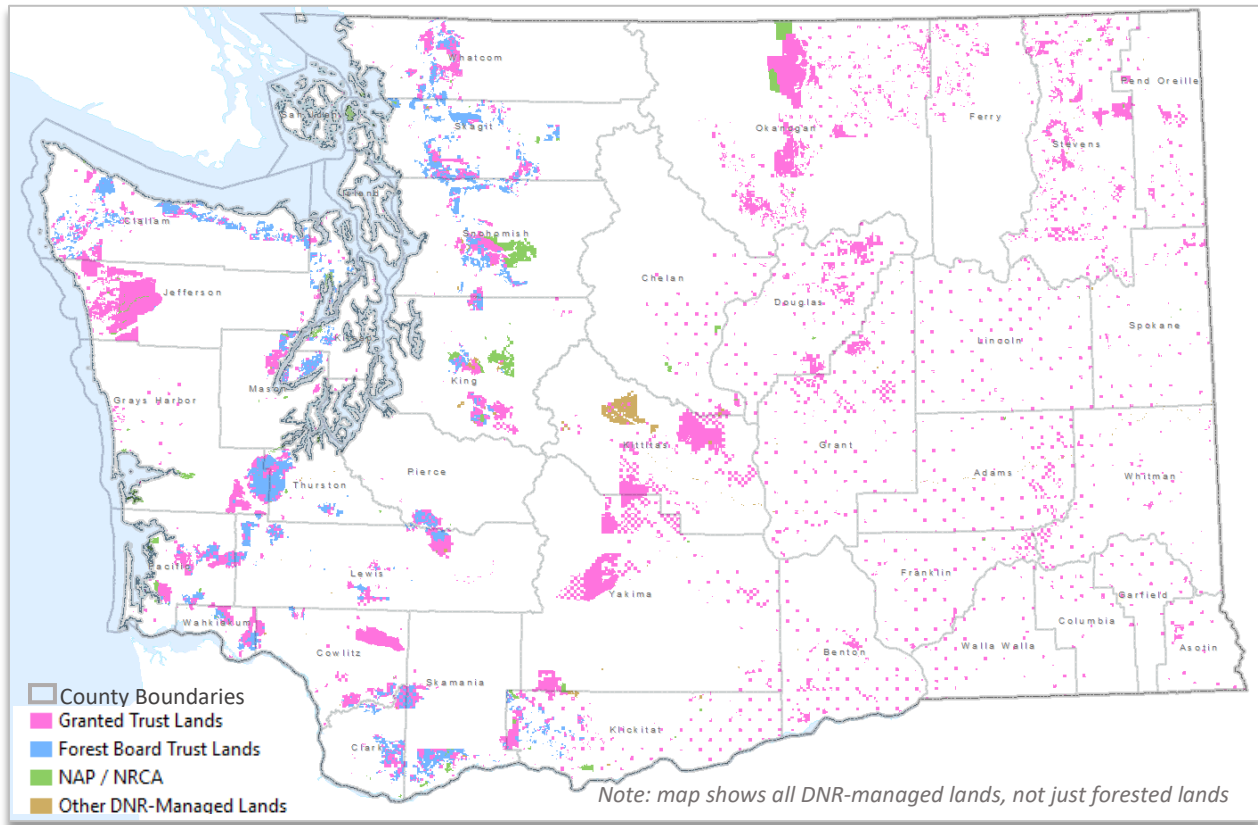 Whatcom
Pend Oreille
San Juan
Skagit
Okanogan
Ferry
Stevens
Island
Clallam
Snohomish
Chelan
Jefferson
Douglas
Spokane
Lincoln
Kitsap
King
Mason
Grays Harbor
Kittitas
Grant
Pierce
Adams
Whitman
Thurston
Pacific
Lewis
Yakima
Franklin
Garfield
Wahkiakum
Columbia
Walla Walla
Asotin
Cowlitz
Benton
Skamania
Klickitat
Clark
County Boundaries
Granted Trust Lands
Forest Board Trust Lands
NAP / NRCA
Other DNR-Managed Lands
Note: map shows all DNR-managed lands, not just forested lands